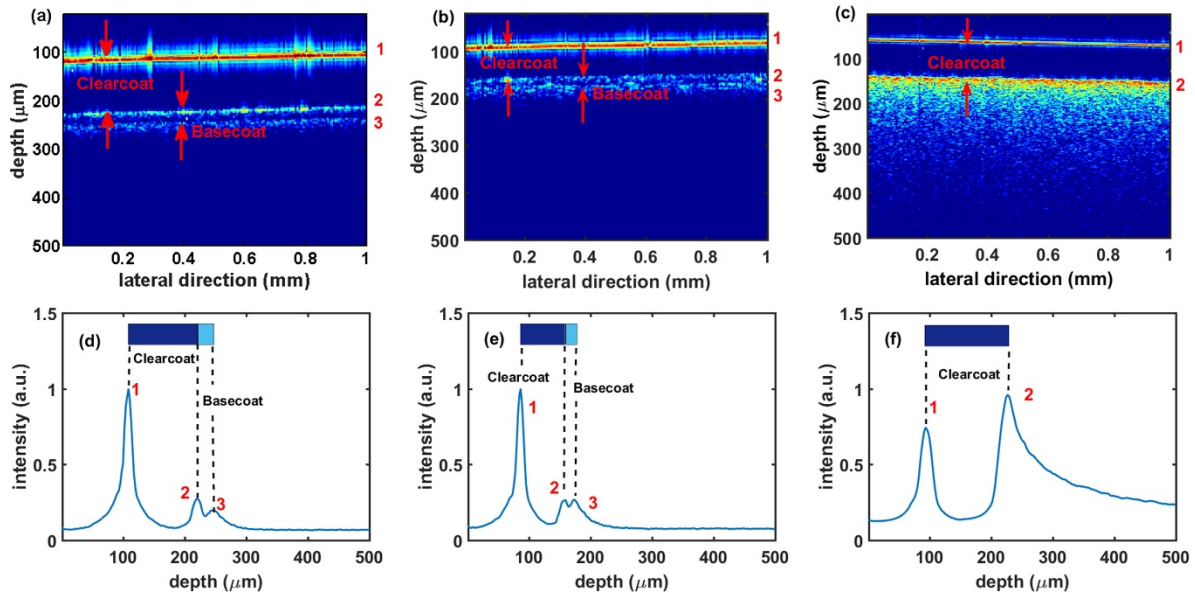 (a)
100
200
300
400
500
depth (μm)
Clearcoat
Basecoat
1
2
3
0.2 0.4 0.6 0.8 1
lateral direction (mm)
(b)
100
200
300
400
500
depth (μm)
Clearcoat
Basecoat
1
2
3
0.2 0.4 0.6 0.8 1
lateral direction (mm)
(c)
0
100
200
300
400
500
depth (μm)
Clearcoat
1
2
0.2 0.4 0.6 0.8 1
lateral direction (mm)
(d)
1.5
1
0.5
0
intensity (a.u.)
Clearcoat
Basecoat
1
2
3
100 200 300 400 500
depth (μm)
(e)
1.5
1
0.5
0
intensity (a.u.)
Clearcoat
Basecoat
1
2
3
100 200 300 400 500
depth (μm)
(f)
1.5
1
0.5
0
intensity (a.u.)
Clearcoat
1
2
100 200 300 400 500
depth (μm)